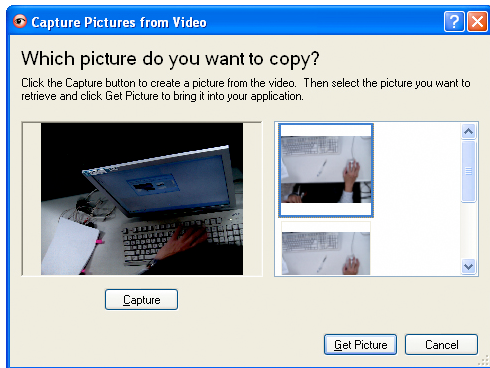 Capture Pictures from Video
Which picture do you want to copy?
Click the Capture button to create a picture from the video.  Then select the picture you want to
retrieve and click Get Picture to bring it into your application.
Capture
Get Picture
Cancel